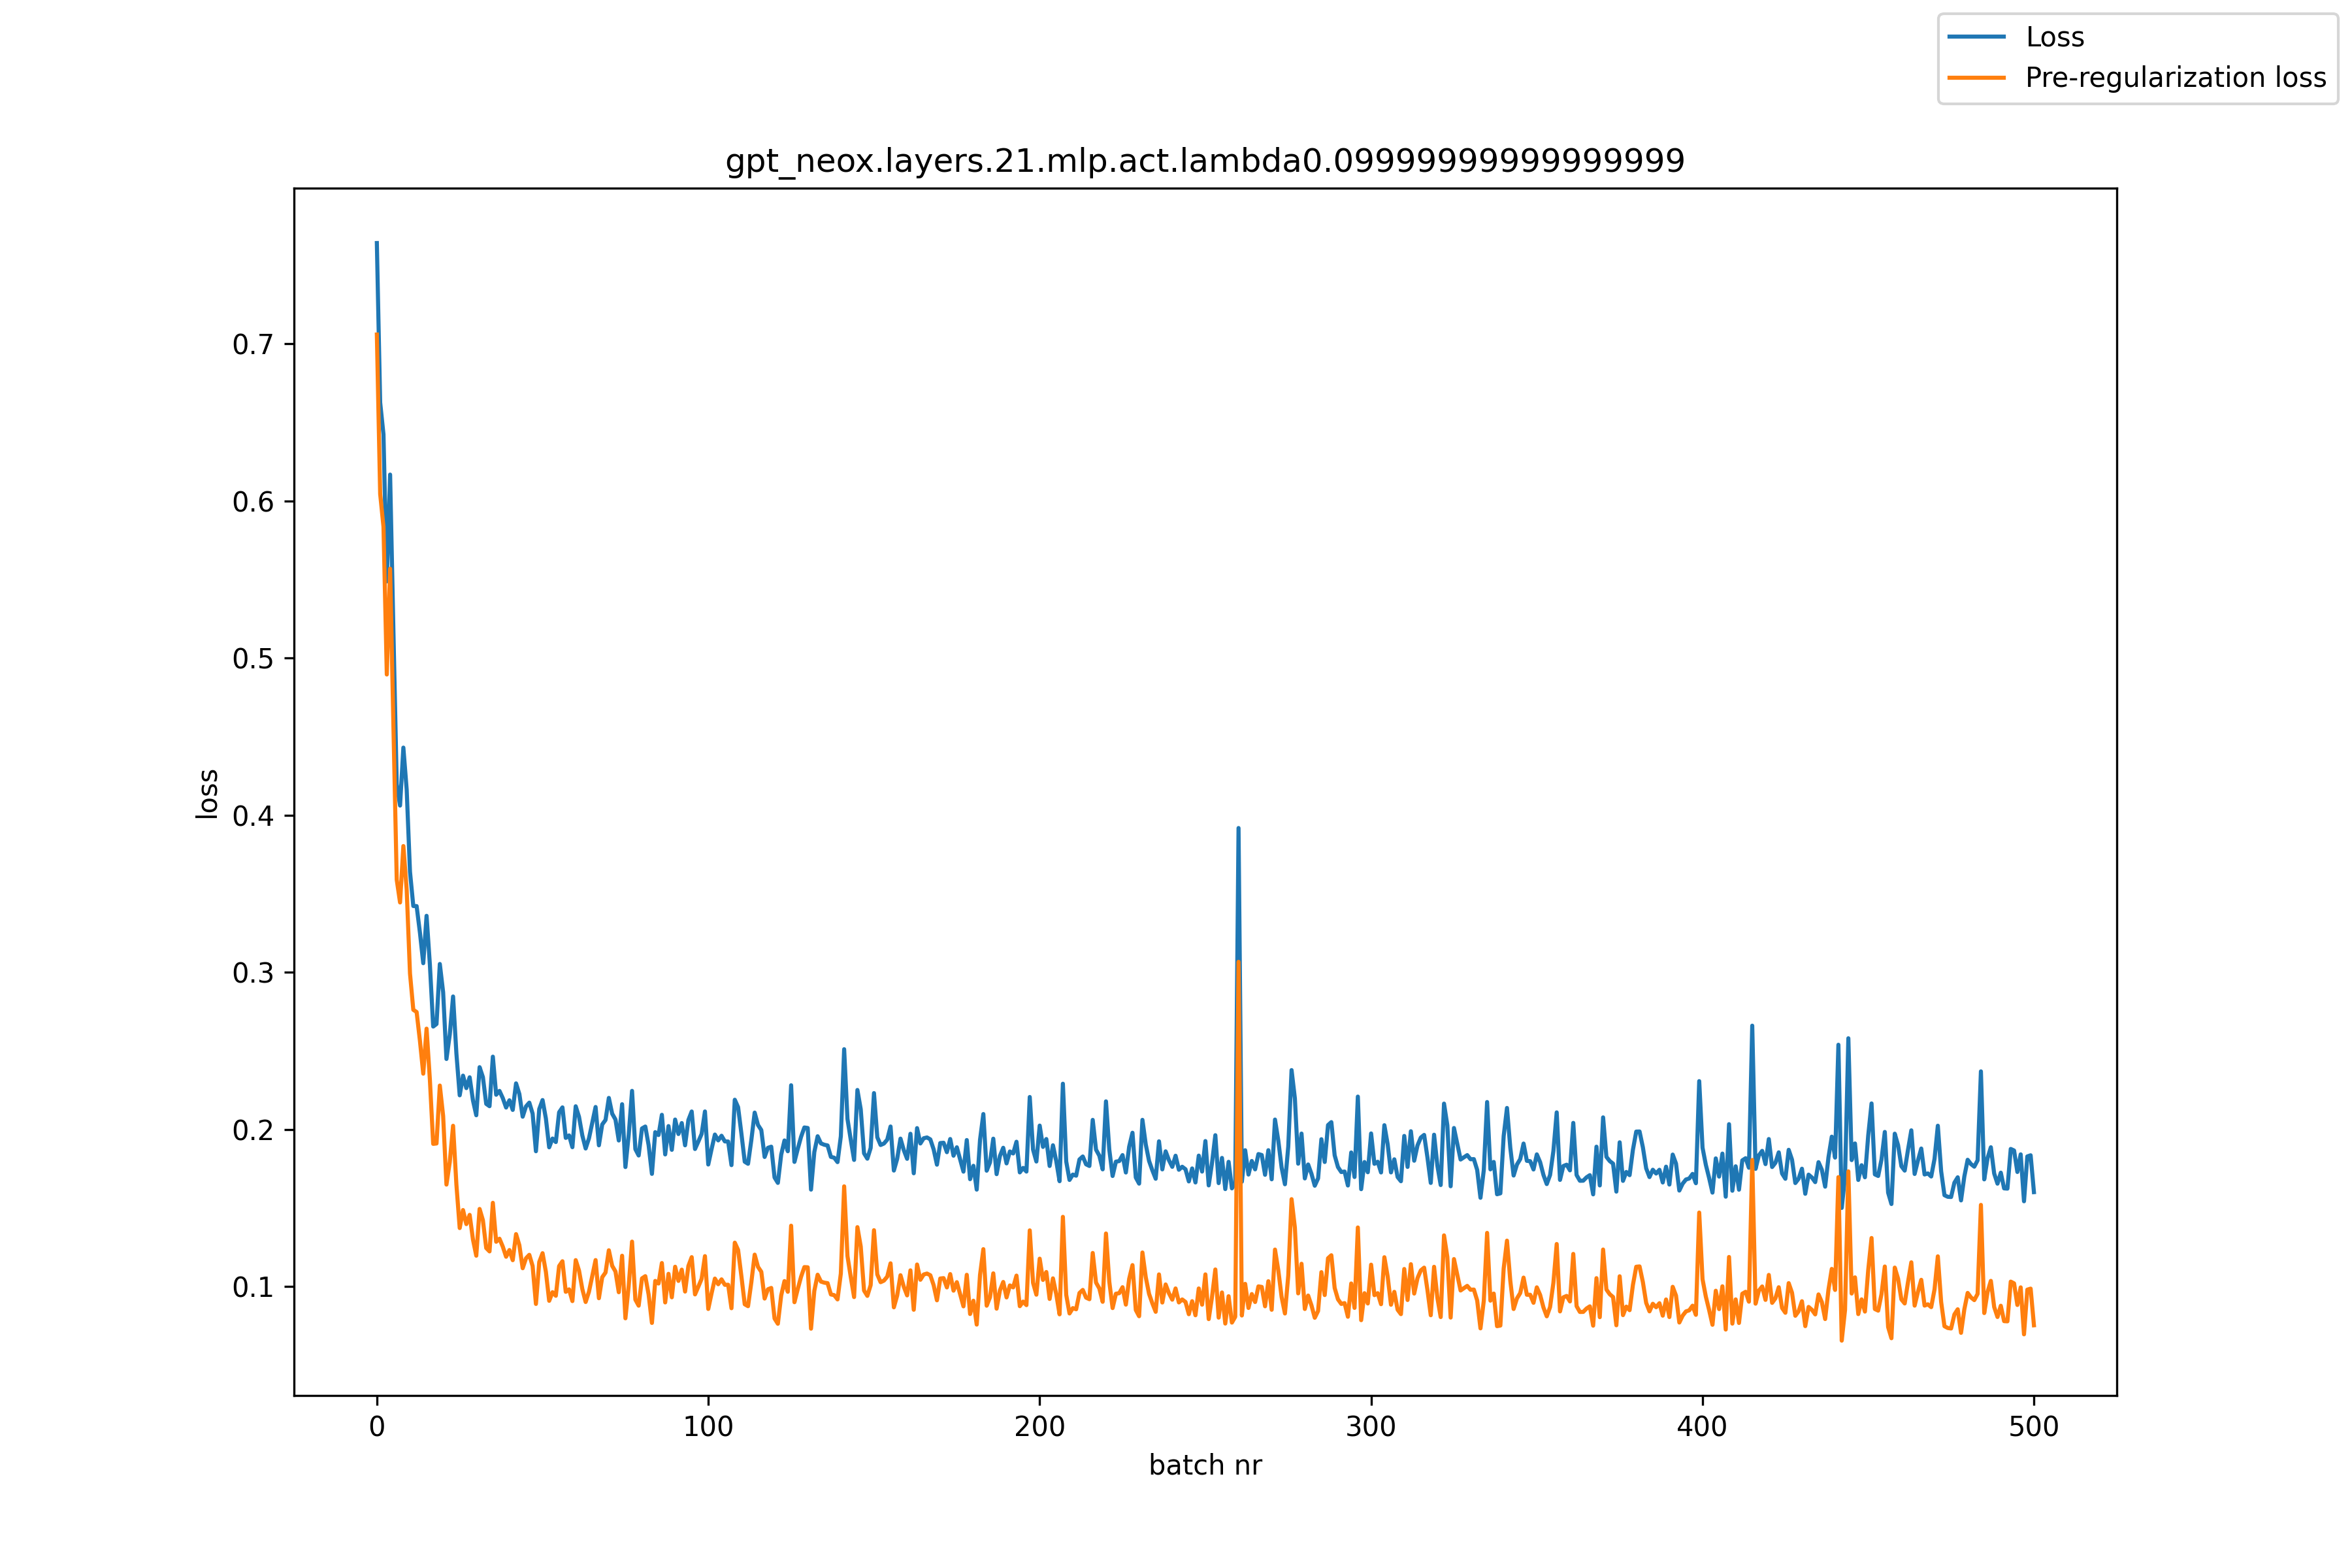 Loss
Pre-regularization loss
gpt_neox.layers.21.mlp.act.lambda0.09999999999999999
0.7
0.6
0.5
0.4
0.3
0.2
0.1
loss
0 100 200 300 400 500
batch nr